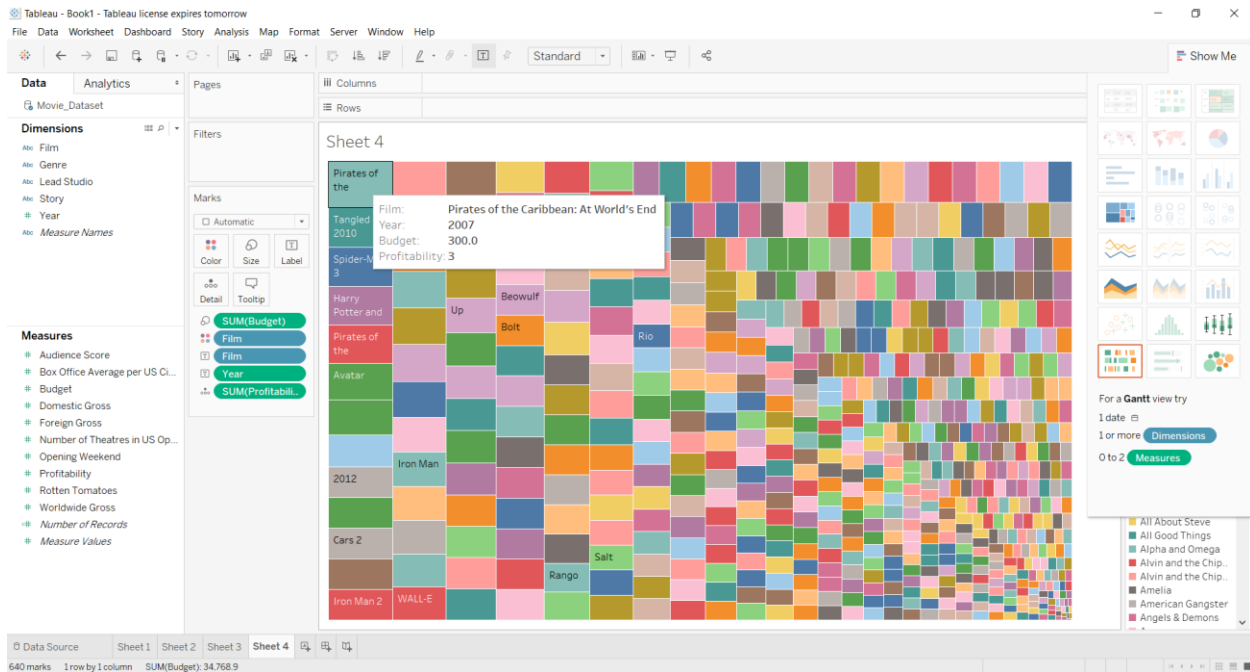 Tableau - Book1 - Tableau license expires tomorrow
File Data Worksheet Dashboard Story Analysis Map Format Server Window Help
Standard
Show Me
Data Analytics
Movie_Dataset
Dimensions
Abc Film
Abc Genre
Abc Lead Studio
Abc Story
# Year
Abc Measure Names
Measures
# Audience Score
# Box Office Average per US Ci...
# Budget
# Domestic Gross
# Foreign Gross
# Number of Theatres in US Op...
# Opening Weekend
# Profitability
# Rotten Tomatoes
# Worldwide Gross
# Number of Records
# Measure Values
Pages
Filters
Marks
Automatic
Color Size Label
Detail Tooltip
SUM(Budget)
Film
Film
Year
SUM(Profitabili..
Columns
Rows
Sheet 4
Pirates of
the
Film: Pirates of the Caribbean: At World's End
Year: 2007
Budget: 300.0
Profitability: 3
Tangled
2010
Spider-M
3
Harry
Potter and
Pirates of
the
Avatar
2012
Cars 2
Iron Man 2
Iron Man
WALL-E
Up
Beowulf
Bolt
Rango
Salt
Rio
For a Gantt view try
1 date
1 or more Dimensions
0 to 2 Measures
All About Steve
All Good Things
Alpha and Omega
Alvin and the Chip..
Alvin and the Chip..
Amelia
American Gangster
Angels & Demons
Data Source Sheet 1 Sheet 2 Sheet 3 Sheet 4
640 marks 1 row by 1 column SUM(Budget): 34,768.9